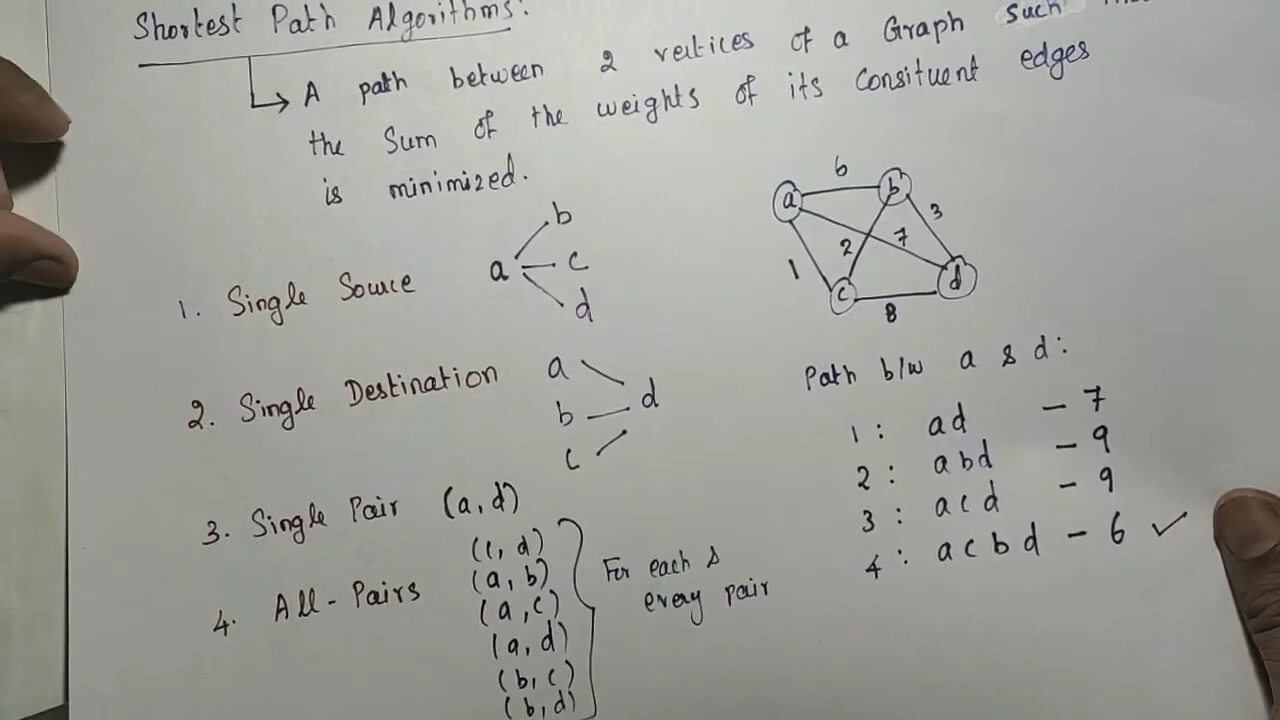 Shortest Path Algorithms:
A path between 2 vertices of a Graph such
the Sum of the weights of its Consituent edges
is minimized.
1. Single Source
a
b
c
d
a
b
c
d
6
3
7
2
1
8
2. Single Destination
a
b
c
d
Path b/w a & d:
1: ad - 7
2: abd - 9
3: acd - 9
4: acbd - 6 ✓
3. Single Pair (a,d)
4. All-Pairs
(c,d)
(a,b)
(a,c)
(a,d)
(b,c)
(b,d)
For each &
every pair